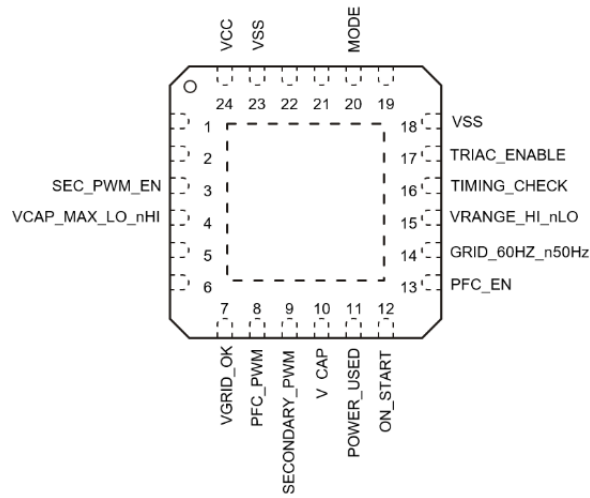 VCC
VSS
MODE
24 23 22 21 20 19
1
2
SEC_PWM_EN 3
VCAP_MAX_LO_nHI 4
5
6
18 VSS
17 TRIAC_ENABLE
16 TIMING_CHECK
15 VRANGE_HI_nLO
14 GRID_60HZ_n50Hz
13 PFC_EN
7 8 9 10 11 12
VGRID_OK
PFC_PWM
SECONDARY_PWM
V_CAP
POWER_USED
ON_START